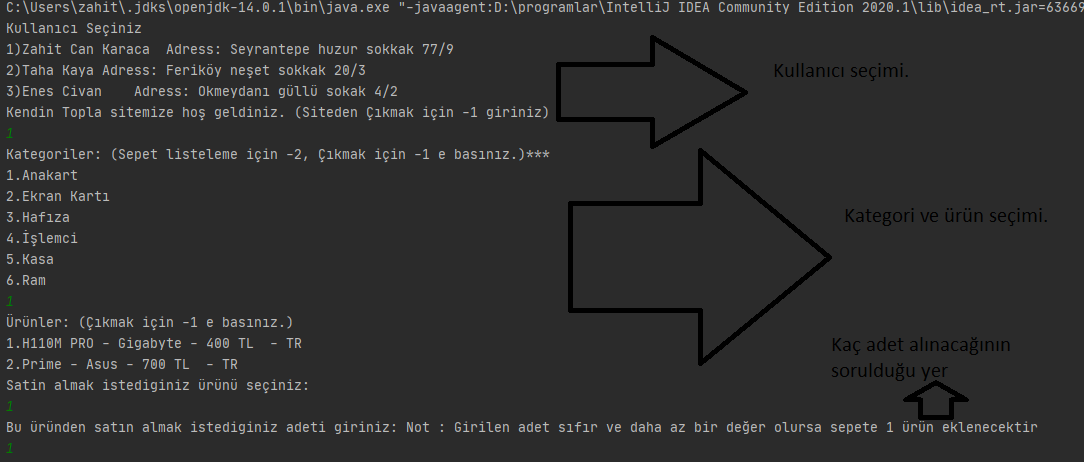 C:\Users\zahit\.jdks\openjdk-14.0.1\bin\java.exe "-javaagent:D:\programlar\IntelliJ IDEA Community Edition 2020.1\lib\idea_rt.jar=63669
Kullanıcı Seçiniz
1)Zahit Can Karaca  Adress: Seyrantepe huzur sokkak 77/9
2)Taha Kaya Adress: Feriköy neşet sokkak 20/3
3)Enes Civan    Adress: Okmeydanı güllü sokak 4/2
Kullanıcı seçimi.
Kendin Topla sitemize hoş geldiniz. (Siteden Çıkmak için -1 giriniz)
1
Kategoriler: (Sepet listeleme için -2, Çıkmak için -1 e basınız.)***
1.Anakart
2.Ekran Kartı
3.Hafıza
4.İşlemci
5.Kasa
6.Ram
Kategori ve ürün seçimi.
1
Ürünler: (Çıkmak için -1 e basınız.)
1.H110M PRO - Gigabyte - 400 TL  - TR
2.Prime - Asus - 700 TL  - TR
Satin almak istediginiz ürünü seçiniz:
1
Kaç adet alınacağının
sorulduğu yer
Bu üründen satın almak istediginiz adeti giriniz: Not : Girilen adet sıfır ve daha az bir değer olursa sepete 1 ürün eklenecektir
1